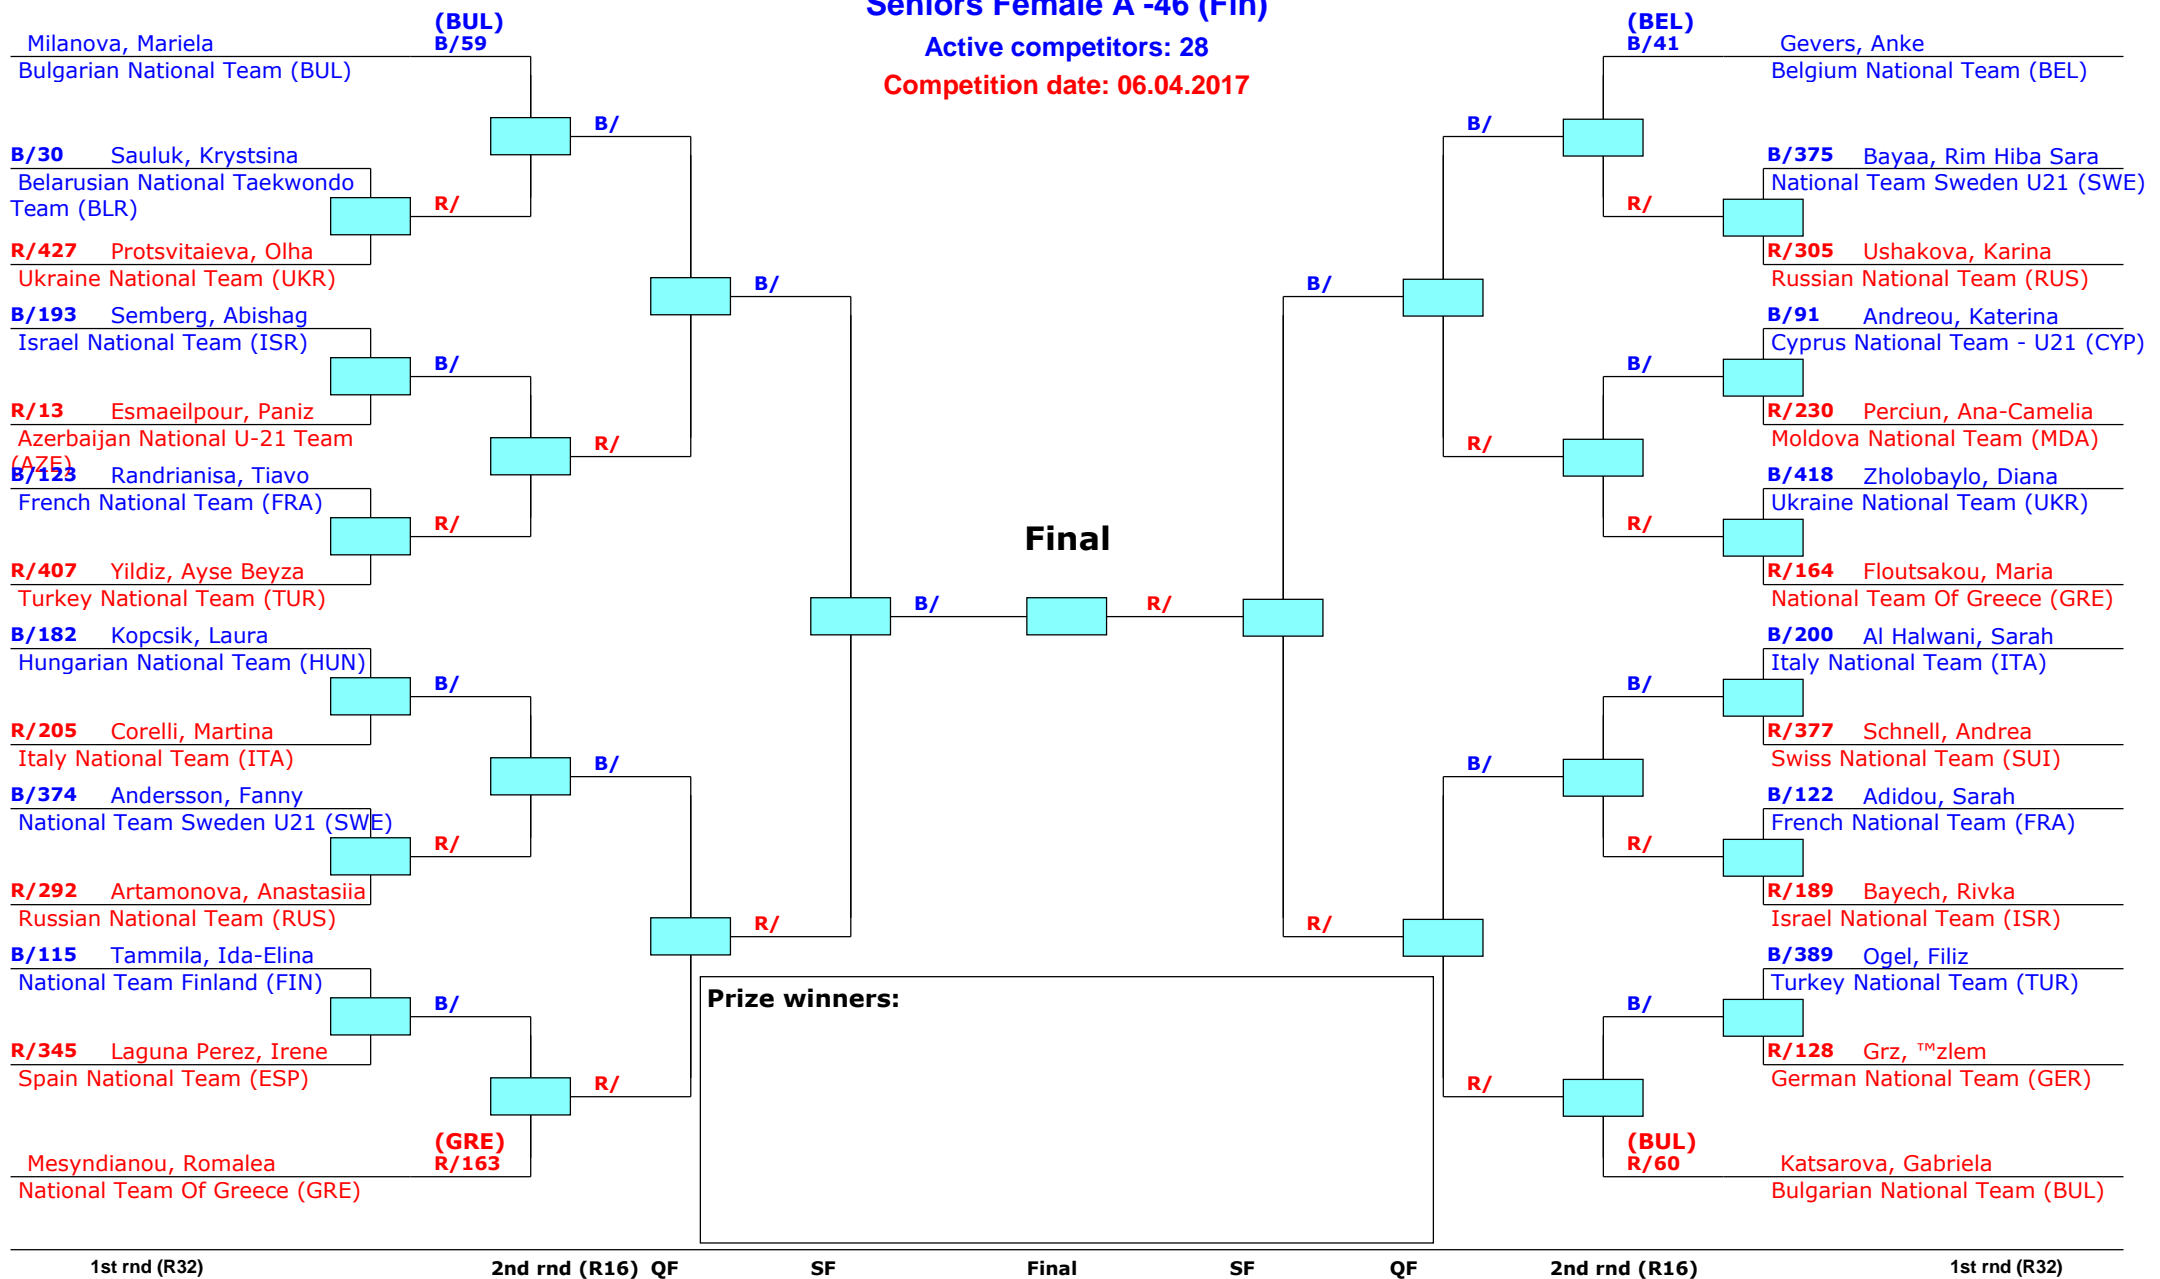 Seniors Female A -46 (Fin)
Active competitors: 28
Competition date: 06.04.2017
(BUL)
B/59
Milanova, Mariela
Bulgarian National Team (BUL)
B/30 Sauluk, Krystsina
Belarusian National Taekwondo
Team (BLR)
R/427 Protsvitaieva, Olha
Ukraine National Team (UKR)
B/193 Semberg, Abishag
Israel National Team (ISR)
R/13 Esmaeilpour, Paniz
Azerbaijan National U-21 Team
(AZE)
B/123 Randrianisa, Tiavo
French National Team (FRA)
R/407 Yildiz, Ayse Beyza
Turkey National Team (TUR)
B/182 Kopcsik, Laura
Hungarian National Team (HUN)
R/205 Corelli, Martina
Italy National Team (ITA)
B/374 Andersson, Fanny
National Team Sweden U21 (SWE)
R/292 Artamonova, Anastasiia
Russian National Team (RUS)
B/115 Tammila, Ida-Elina
National Team Finland (FIN)
R/345 Laguna Perez, Irene
Spain National Team (ESP)
(GRE)
R/163
Mesyndianou, Romalea
National Team Of Greece (GRE)
R/
B/
R/
B/
R/
B/
B/
R/
B/
R/
B/
R/
Final
B/
R/
Prize winners:
B/
R/
B/
R/
B/
R/
R/
B/
R/
B/
R/
B/
(BEL)
B/41
Gevers, Anke
Belgium National Team (BEL)
B/375 Bayaa, Rim Hiba Sara
National Team Sweden U21 (SWE)
R/305 Ushakova, Karina
Russian National Team (RUS)
B/91 Andreou, Katerina
Cyprus National Team - U21 (CYP)
R/230 Perciun, Ana-Camelia
Moldova National Team (MDA)
B/418 Zholobaylo, Diana
Ukraine National Team (UKR)
R/164 Floutsakou, Maria
National Team Of Greece (GRE)
B/200 Al Halwani, Sarah
Italy National Team (ITA)
R/377 Schnell, Andrea
Swiss National Team (SUI)
B/122 Adidou, Sarah
French National Team (FRA)
R/189 Bayech, Rivka
Israel National Team (ISR)
B/389 Ogel, Filiz
Turkey National Team (TUR)
R/128 Grz, ™zlem
German National Team (GER)
(BUL)
R/60
Katsarova, Gabriela
Bulgarian National Team (BUL)
1st rnd (R32) 2nd rnd (R16) QF SF Final SF QF 2nd rnd (R16) 1st rnd (R32)